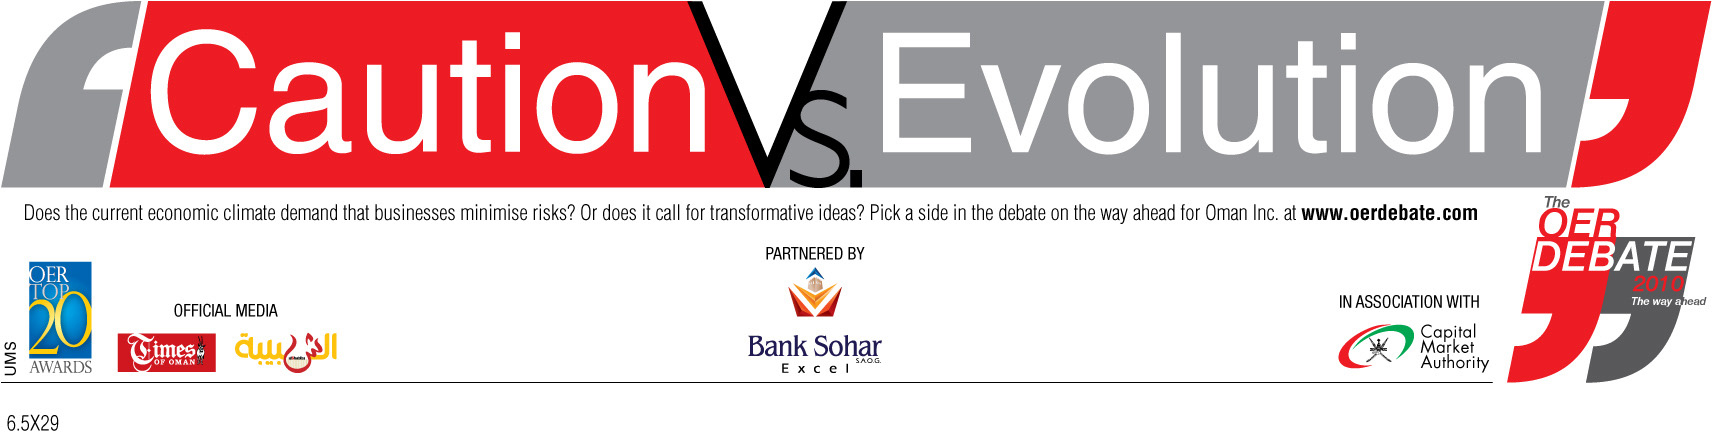 Caution Vs. Evolution
Does the current economic climate demand that businesses minimise risks? Or does it call for transformative ideas? Pick a side in the debate on the way ahead for Oman Inc. at www.oerdebate.com
The
OER
DEBATE
2010
The way ahead
PARTNERED BY
Bank Sohar
S.A.O.G.
Excel
OER
TOP
20
AWARDS
OFFICIAL MEDIA
Times
OF OMAN
الشبيبة
IN ASSOCIATION WITH
Capital
Market
Authority
UMS
6.5X29